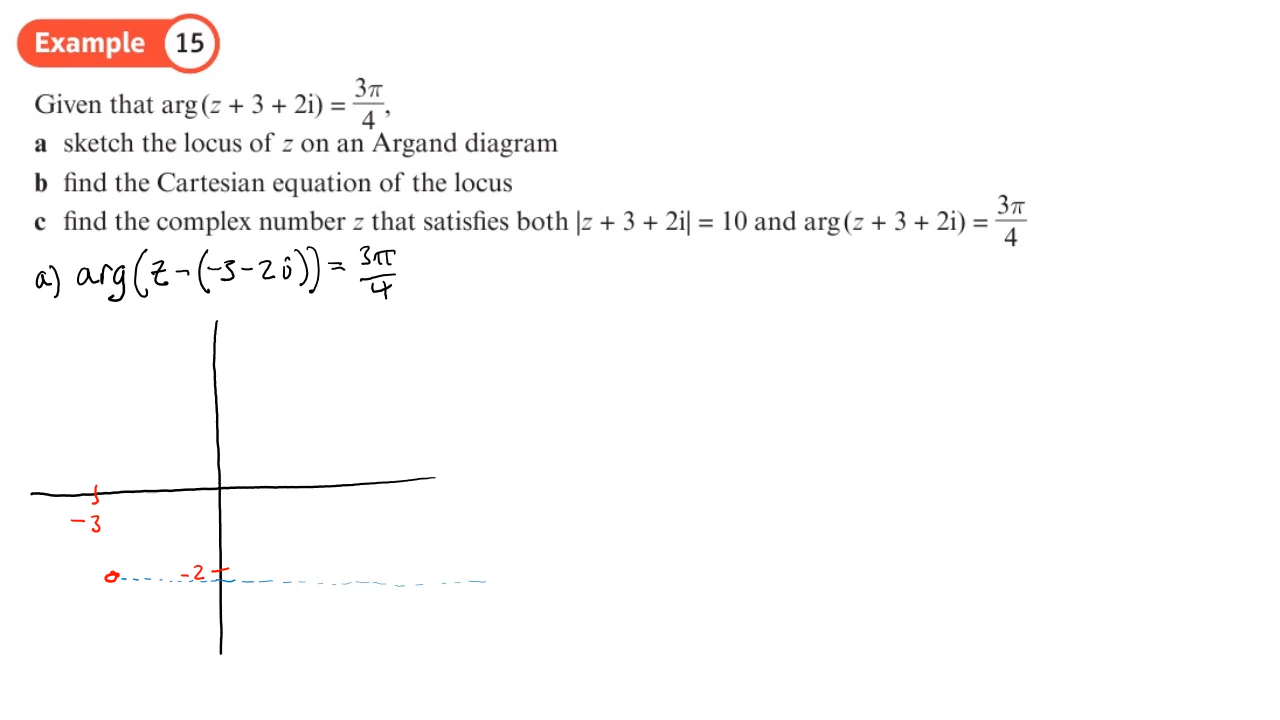 Example 15
Given that arg(z + 3 + 2i) = 3π/4,
a sketch the locus of z on an Argand diagram
b find the Cartesian equation of the locus
c find the complex number z that satisfies both |z + 3 + 2i| = 10 and arg(z + 3 + 2i) = 3π/4
a) arg(z-(-3-2i)) = 3π/4
-3
-2